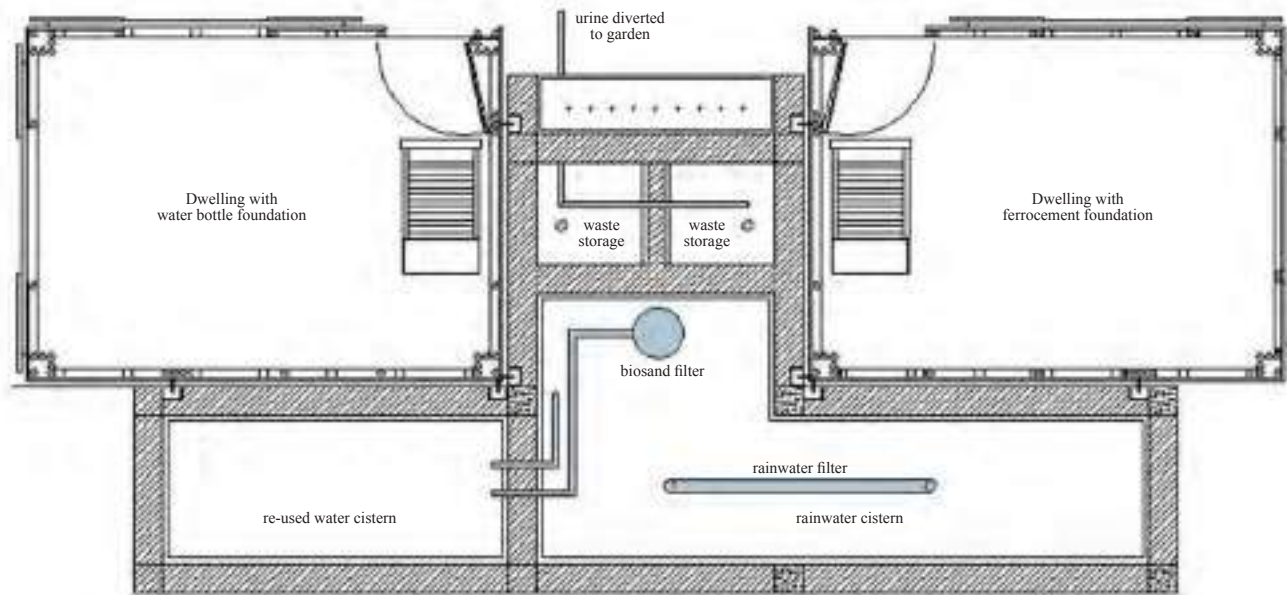 urine diverted
to garden
Dwelling with
water bottle foundation
Dwelling with
ferrocement foundation
waste
storage
waste
storage
biosand filter
rainwater filter
re-used water cistern
rainwater cistern